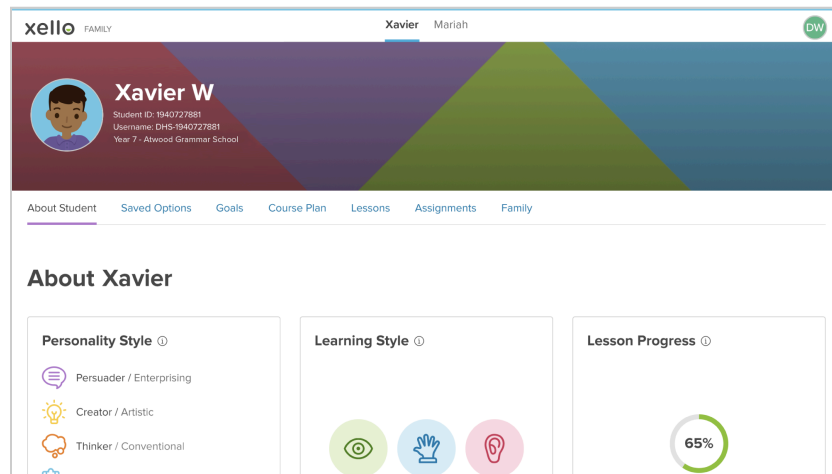 xello FAMILY Xavier Mariah DW
Xavier W
Student ID: 1940727881
Username: DHS-1940727881
Year 7 - Atwood Grammar School
About Student Saved Options Goals Course Plan Lessons Assignments Family
About Xavier
Personality Style Learning Style Lesson Progress
Persuader / Enterprising
Creator / Artistic
Thinker / Conventional
65%